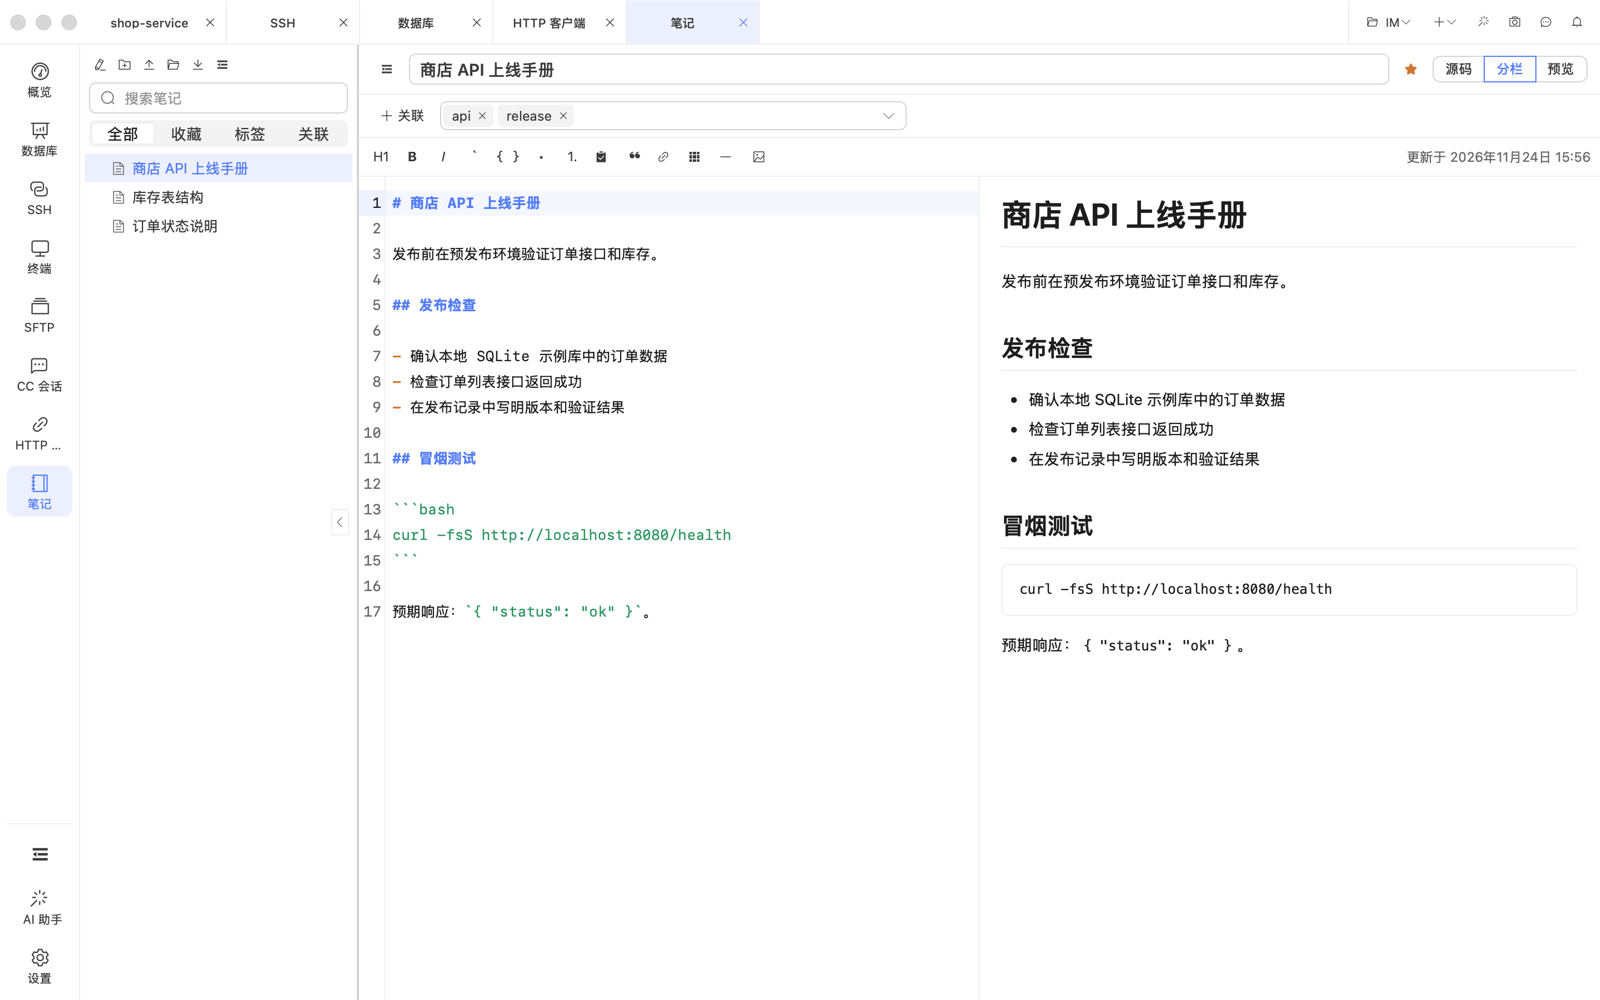 shop-service
SSH
数据库
HTTP 客户端
笔记
IM
概览
数据库
SSH
终端
SFTP
CC 会话
HTTP ...
笔记
AI 助手
设置
搜索笔记
全部 收藏 标签 关联
商店 API 上线手册
库存表结构
订单状态说明
商店 API 上线手册
源码 分栏 预览
+ 关联
api ×
release ×
H1 B I ` { } • 1. ❝ —
更新于 2026年11月24日 15:56
1 # 商店 API 上线手册
2
3 发布前在预发布环境验证订单接口和库存。
4
5 ## 发布检查
6
7 - 确认本地 SQLite 示例库中的订单数据
8 - 检查订单列表接口返回成功
9 - 在发布记录中写明版本和验证结果
10
11 ## 冒烟测试
12
13 ```bash
14 curl -fsS http://localhost:8080/health
15 ```
16
17 预期响应：`{ "status": "ok" }`。
商店 API 上线手册
发布前在预发布环境验证订单接口和库存。
发布检查
• 确认本地 SQLite 示例库中的订单数据
• 检查订单列表接口返回成功
• 在发布记录中写明版本和验证结果
冒烟测试
curl -fsS http://localhost:8080/health
预期响应： { "status": "ok" } 。